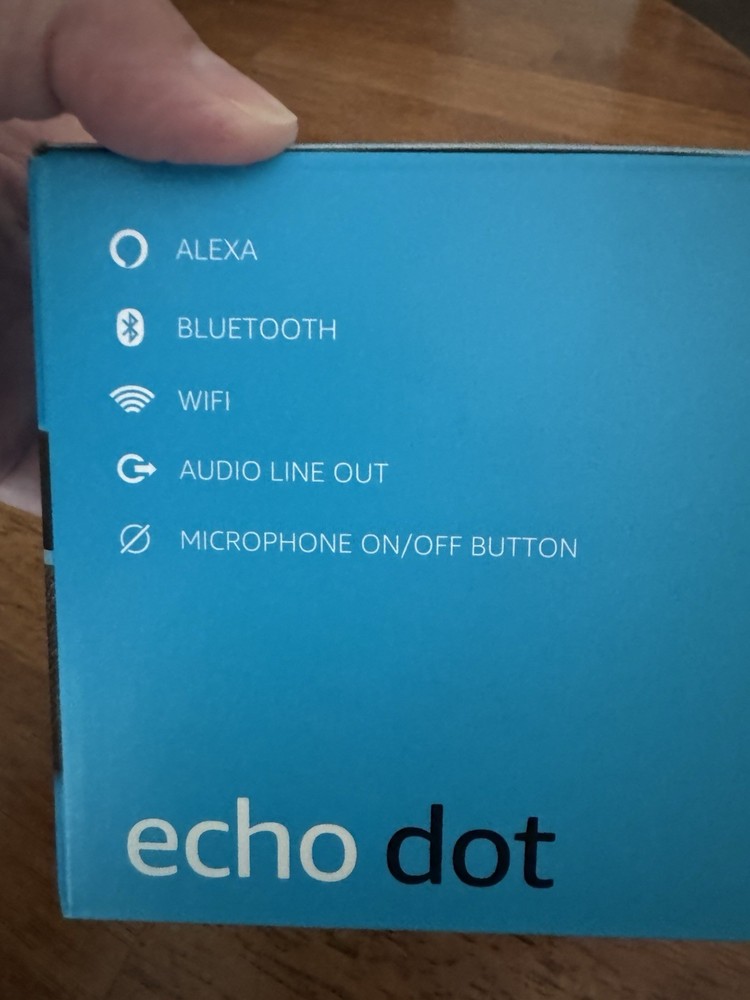 ALEXA
BLUETOOTH
WIFI
AUDIO LINE OUT
MICROPHONE ON/OFF BUTTON
echo dot